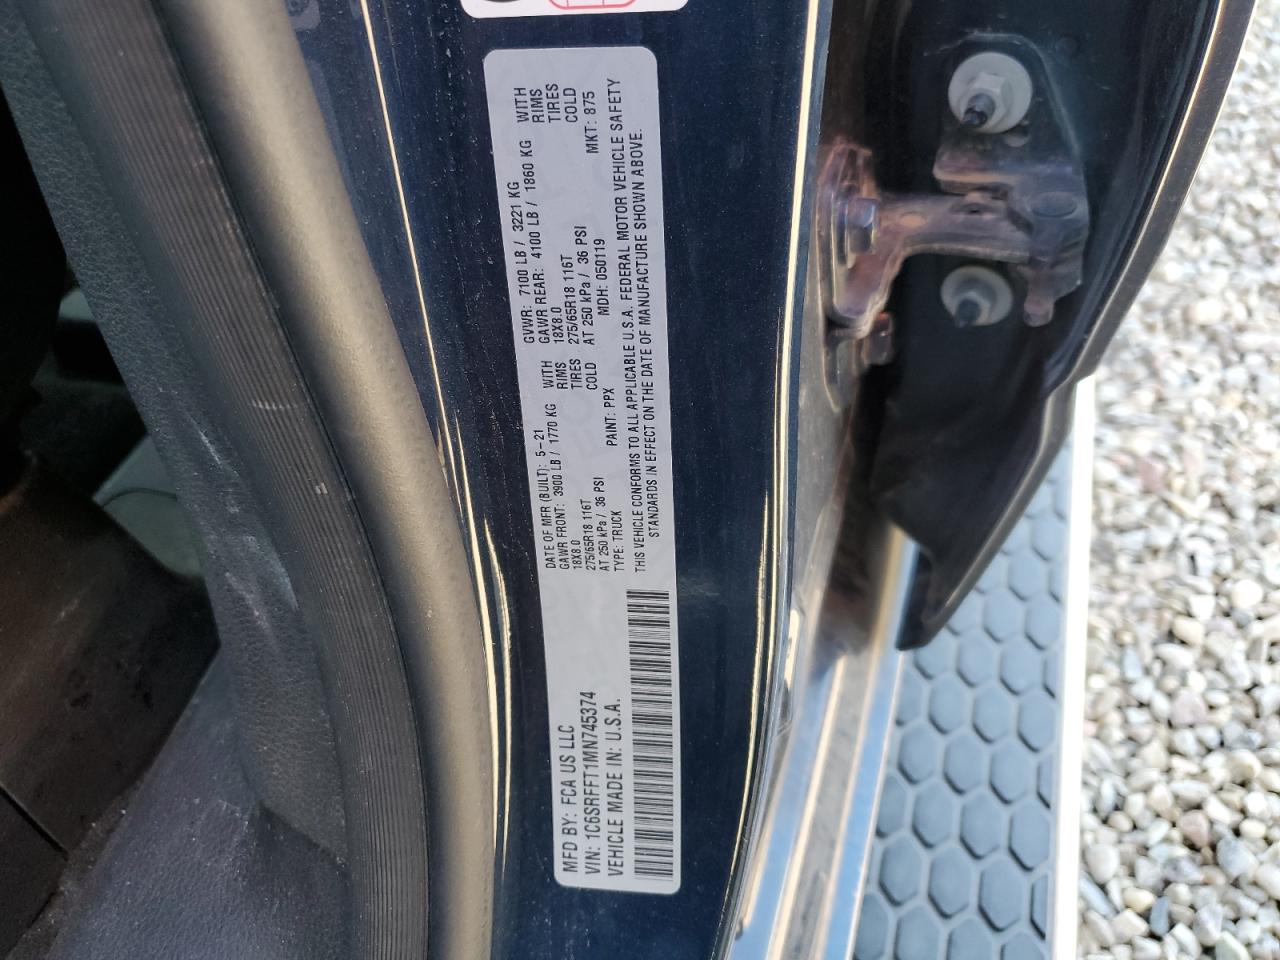 MFD BY: FCA US LLC
VIN: 1C6SRFFT1MN745374
VEHICLE MADE IN: U.S.A.
DATE OF MFR (BUILT): 5-21
GAWR FRONT: 3900 LB / 1770 KG WITH
18X8.0 RIMS
275/65R18 116T TIRES
AT 250 kPa / 36 PSI COLD
GVWR: 7100 LB / 3221 KG
GAWR REAR: 4100 LB / 1860 KG WITH
18X8.0 RIMS
275/65R18 116T TIRES
AT 250 kPa / 36 PSI COLD
TYPE: TRUCK PAINT: PPX MDH: 050119 MKT: 875
THIS VEHICLE CONFORMS TO ALL APPLICABLE U.S.A. FEDERAL MOTOR VEHICLE SAFETY
STANDARDS IN EFFECT ON THE DATE OF MANUFACTURE SHOWN ABOVE.